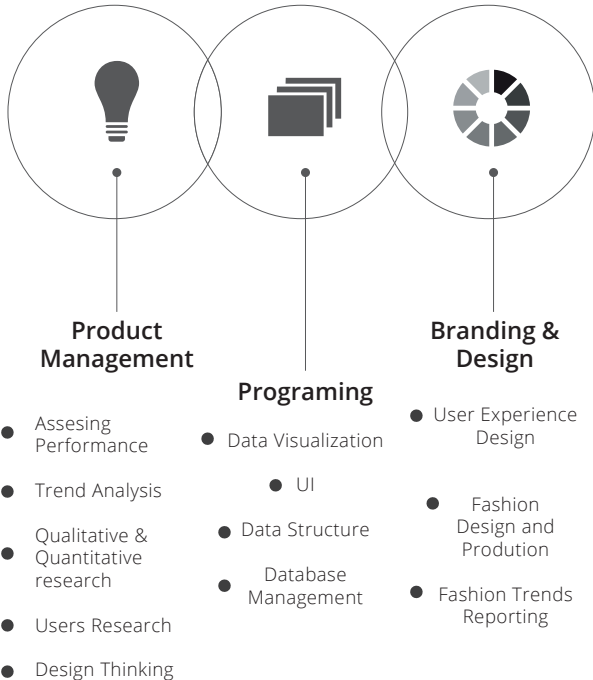 Product
Management
Assesing
Performance
Trend Analysis
Qualitative &
Quantitative
research
Users Research
Design Thinking
Programing
Data Visualization
UI
Data Structure
Database
Management
Branding &
Design
User Experience
Design
Fashion
Design and
Prodution
Fashion Trends
Reporting